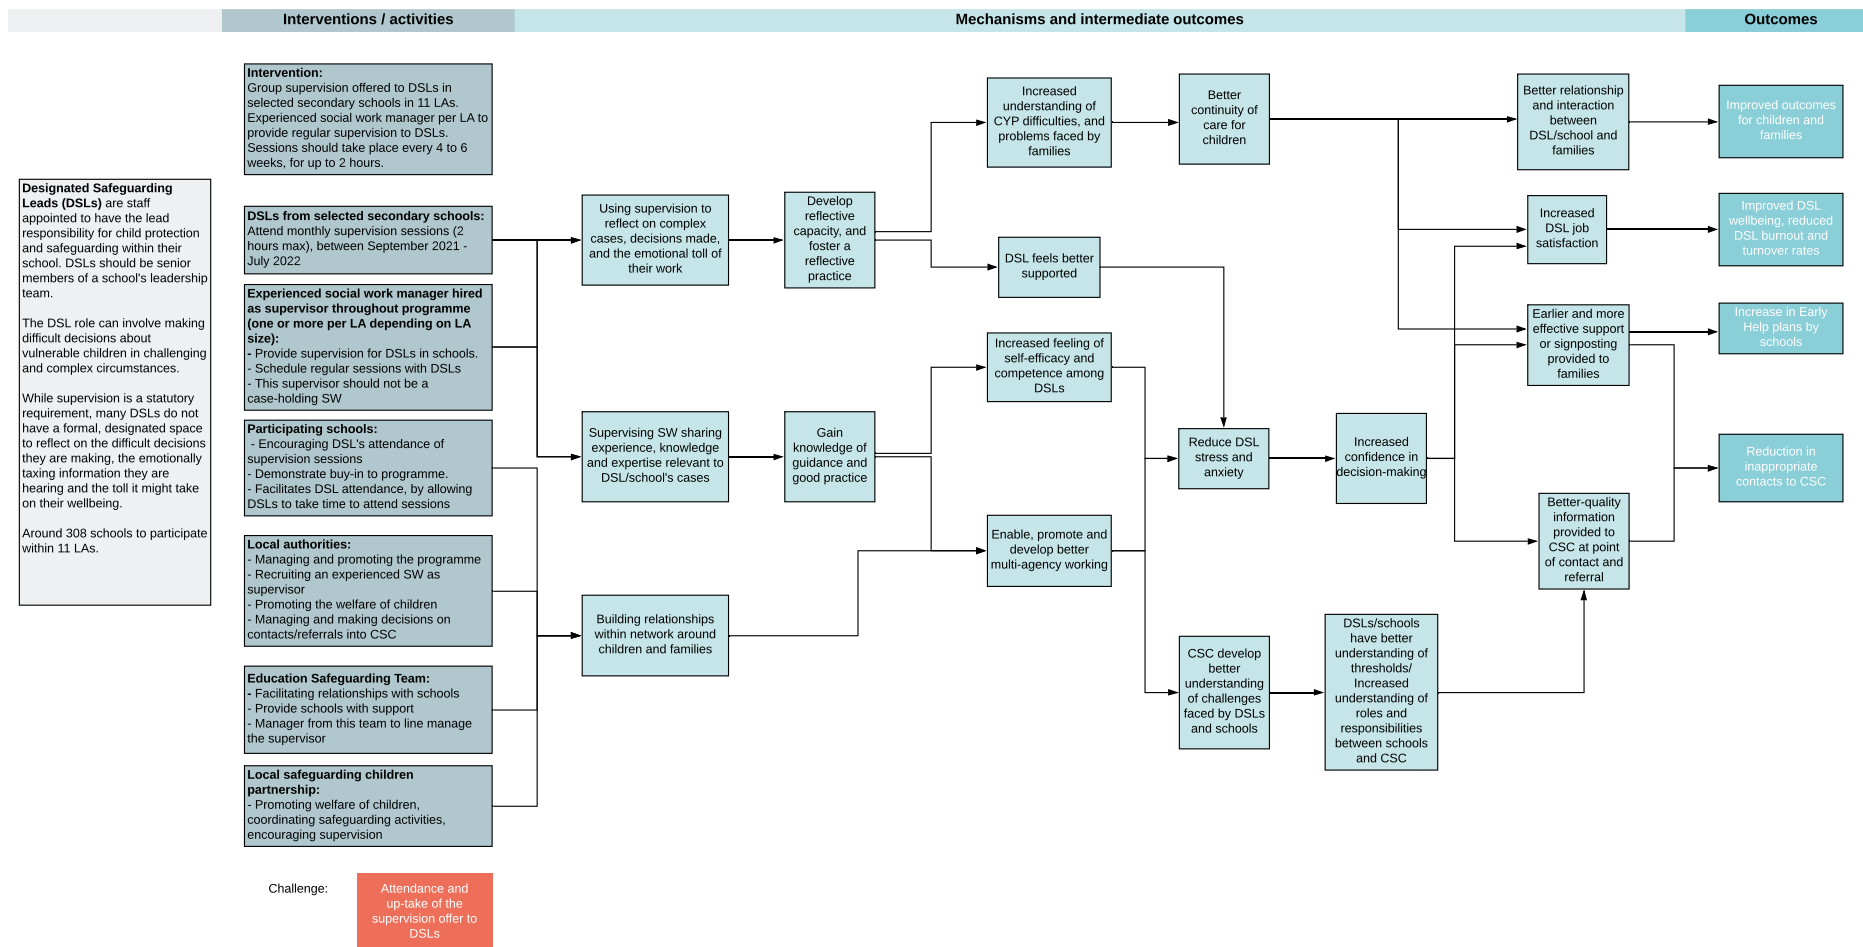 Interventions / activities
Mechanisms and intermediate outcomes
Outcomes
Designated Safeguarding
Leads (DSLs) are staff
appointed to have the lead
responsibility for child protection
and safeguarding within their
school. DSLs should be senior
members of a school's leadership
team.
The DSL role can involve making
difficult decisions about
vulnerable children in challenging
and complex circumstances.
While supervision is a statutory
requirement, many DSLs do not
have a formal, designated space
to reflect on the difficult decisions
they are making, the emotionally
taxing information they are
hearing and the toll it might take
on their wellbeing.
Around 308 schools to participate
within 11 LAs.
Intervention:
Group supervision offered to DSLs in
selected secondary schools in 11 LAs.
Experienced social work manager per LA to
provide regular supervision to DSLs.
Sessions should take place every 4 to 6
weeks, for up to 2 hours.
DSLs from selected secondary schools:
Attend monthly supervision sessions (2
hours max), between September 2021 -
July 2022
Experienced social work manager hired
as supervisor throughout programme
(one or more per LA depending on LA
size):
- Provide supervision for DSLs in schools.
- Schedule regular sessions with DSLs
- This supervisor should not be a
case-holding SW
Participating schools:
- Encouraging DSL's attendance of
supervision sessions
- Demonstrate buy-in to programme.
- Facilitates DSL attendance, by allowing
DSLs to take time to attend sessions
Local authorities:
- Managing and promoting the programme
- Recruiting an experienced SW as
supervisor
- Promoting the welfare of children
- Managing and making decisions on
contacts/referrals into CSC
Education Safeguarding Team:
- Facilitating relationships with schools
- Provide schools with support
- Manager from this team to line manage
the supervisor
Local safeguarding children
partnership:
- Promoting welfare of children,
coordinating safeguarding activities,
encouraging supervision
Challenge:
Attendance and
up-take of the
supervision offer to
DSLs
Using supervision to
reflect on complex
cases, decisions made,
and the emotional toll of
their work
Supervising SW sharing
experience, knowledge
and expertise relevant to
DSL/school's cases
Building relationships
within network around
children and families
Develop
reflective
capacity, and
foster a
reflective
practice
Gain
knowledge of
guidance and
good practice
Increased
understanding of
CYP difficulties, and
problems faced by
families
DSL feels better
supported
Increased feeling of
self-efficacy and
competence among
DSLs
Enable, promote and
develop better
multi-agency working
Better
continuity of
care for
children
Reduce DSL
stress and
anxiety
CSC develop
better
understanding
of challenges
faced by DSLs
and schools
Increased
confidence in
decision-making
DSLs/schools
have better
understanding of
thresholds/
Increased
understanding of
roles and
responsibilities
between schools
and CSC
Better relationship
and interaction
between
DSL/school and
families
Increased
DSL job
satisfaction
Earlier and more
effective support
or signposting
provided to
families
Better-quality
information
provided to
CSC at point
of contact and
referral
Improved outcomes
for children and
families
Improved DSL
wellbeing, reduced
DSL burnout and
turnover rates
Increase in Early
Help plans by
schools
Reduction in
inappropriate
contacts to CSC